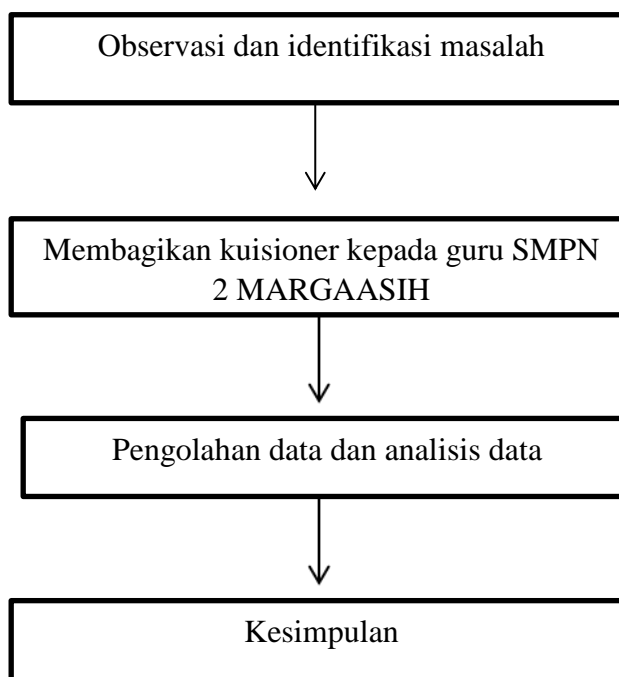 Observasi dan identifikasi masalah
Membagikan kuisioner kepada guru SMPN
2 MARGAASIH
Pengolahan data dan analisis data
Kesimpulan